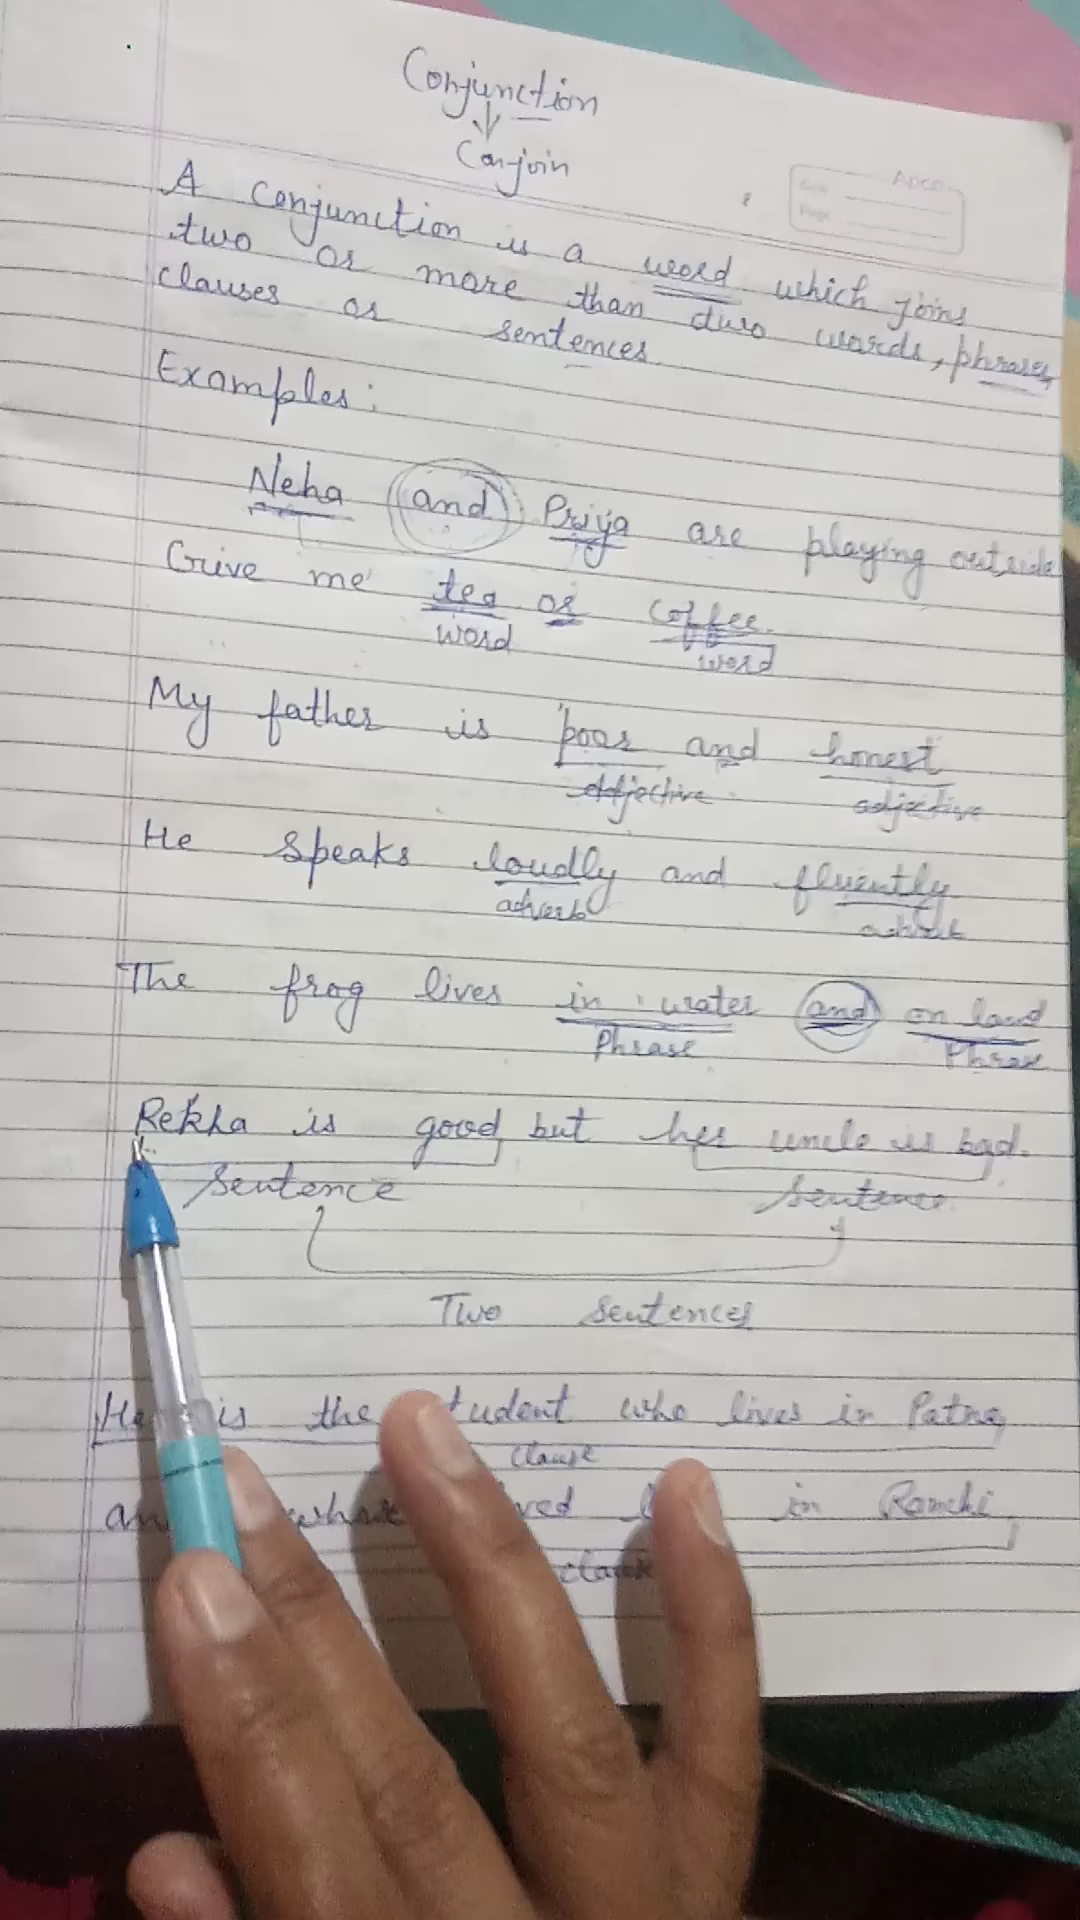 Conjunction
Conjoin
A conjunction is a word which joins
two or more than two words, phrases,
clauses or sentences
Examples:
Neha and Priya are playing outside
Give me tea or coffee.
word word
My father is poor and honest
adjective adjective
He speaks loudly and fluently
adverb adverb
The frog lives in water and on land
Phrase Phrase
Rekha is good but her uncle is bad.
Sentence Sentence
Two sentences
is the student who lives in Patna,
clause
in Ranchi